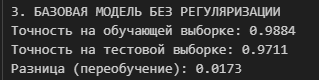 3. БАЗОВАЯ МОДЕЛЬ БЕЗ РЕГУЛЯРИЗАЦИИ
Точность на обучающей выборке: 0.9884
Точность на тестовой выборке: 0.9711
Разница (переобучение): 0.0173